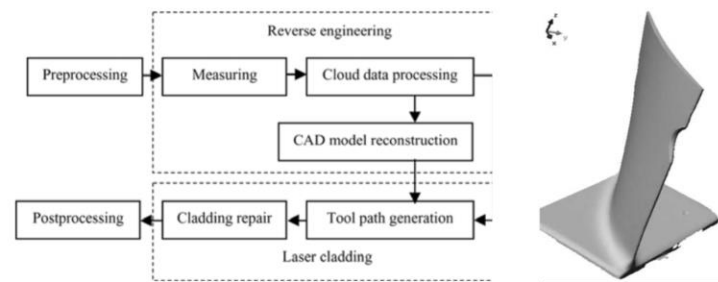 Reverse engineering
Preprocessing
Measuring
Cloud data processing
CAD model reconstruction
Postprocessing
Cladding repair
Tool path generation
Laser cladding
z
y
x